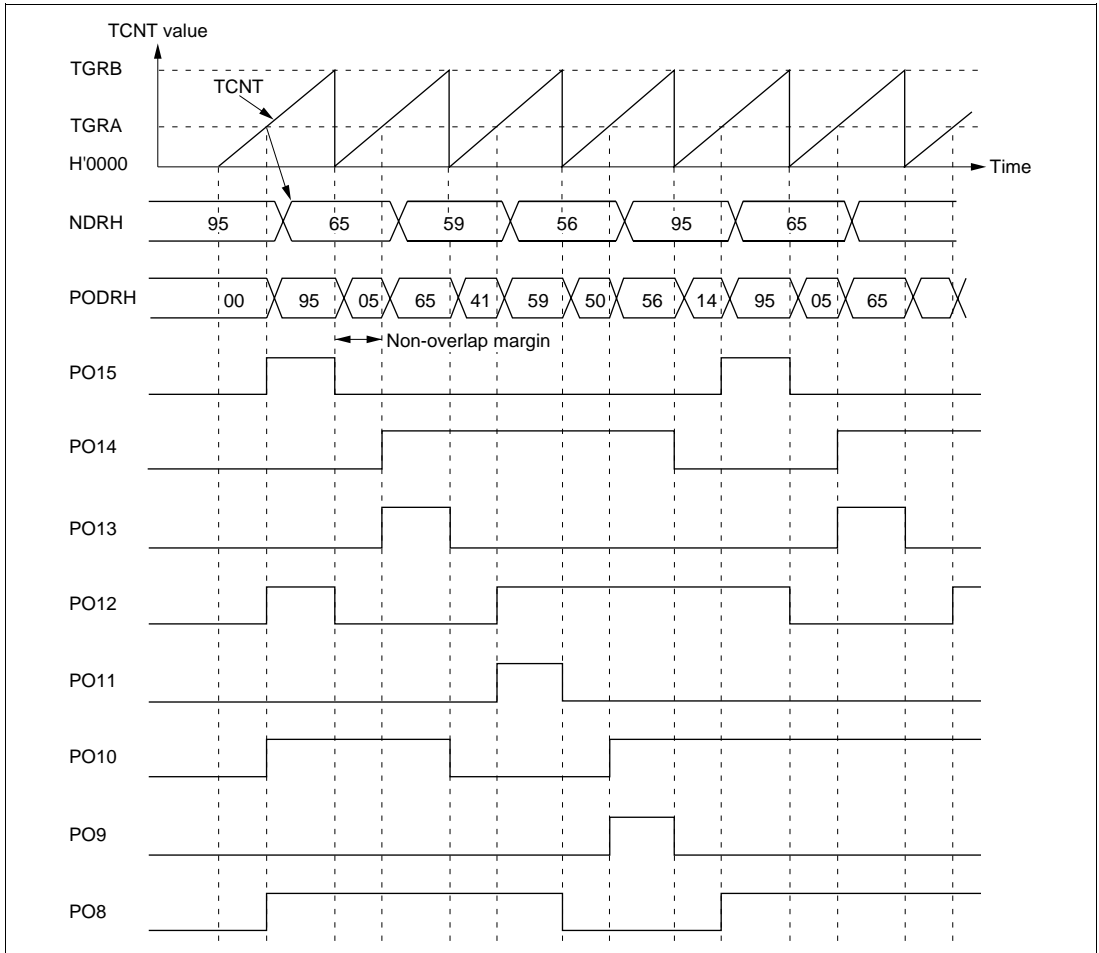 TCNT value
TGRB
TCNT
TGRA
H'0000
Time
NDRH 95 65 59 56 95 65
PODRH 00 95 05 65 41 59 50 56 14 95 05 65
Non-overlap margin
PO15
PO14
PO13
PO12
PO11
PO10
PO9
PO8